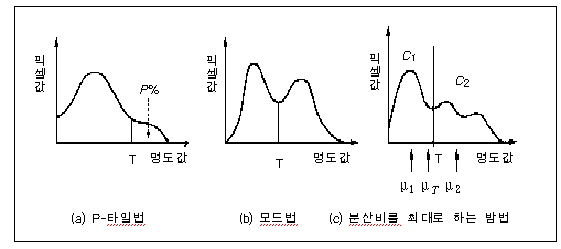 픽셀값
P%
T
명도값
(a) P-타일법
픽셀값
T
명도값
(b) 모드법
픽셀값
C1
C2
T
명도값
μ1 μT μ2
(c) 분산비를 최대로 하는 방법